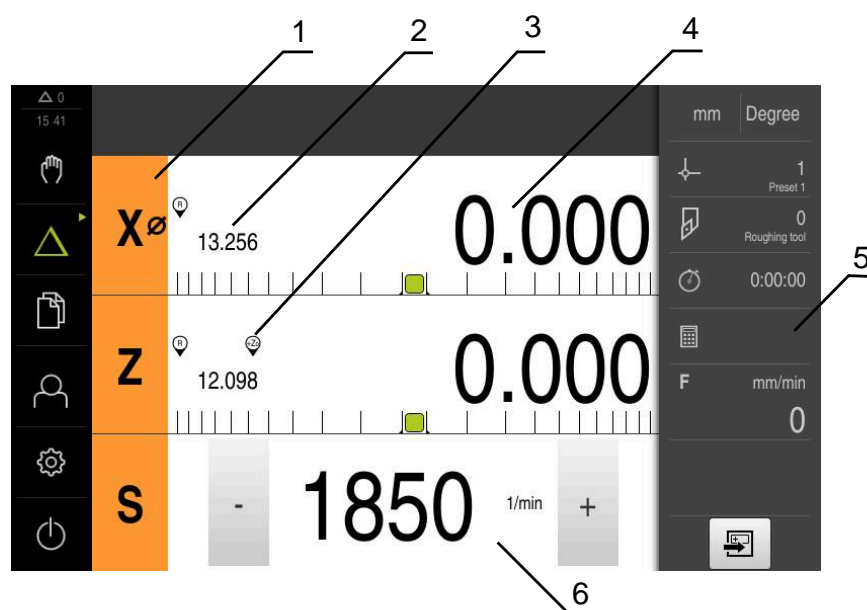 1 2 3 4
0
15 41
mm Degree
1
Preset 1
X⌀ R 13.256 0.000
0
Roughing tool
5
0:00:00
Z R +Z0 12.098 0.000
F mm/min
0
S - 1850 1/min +
6